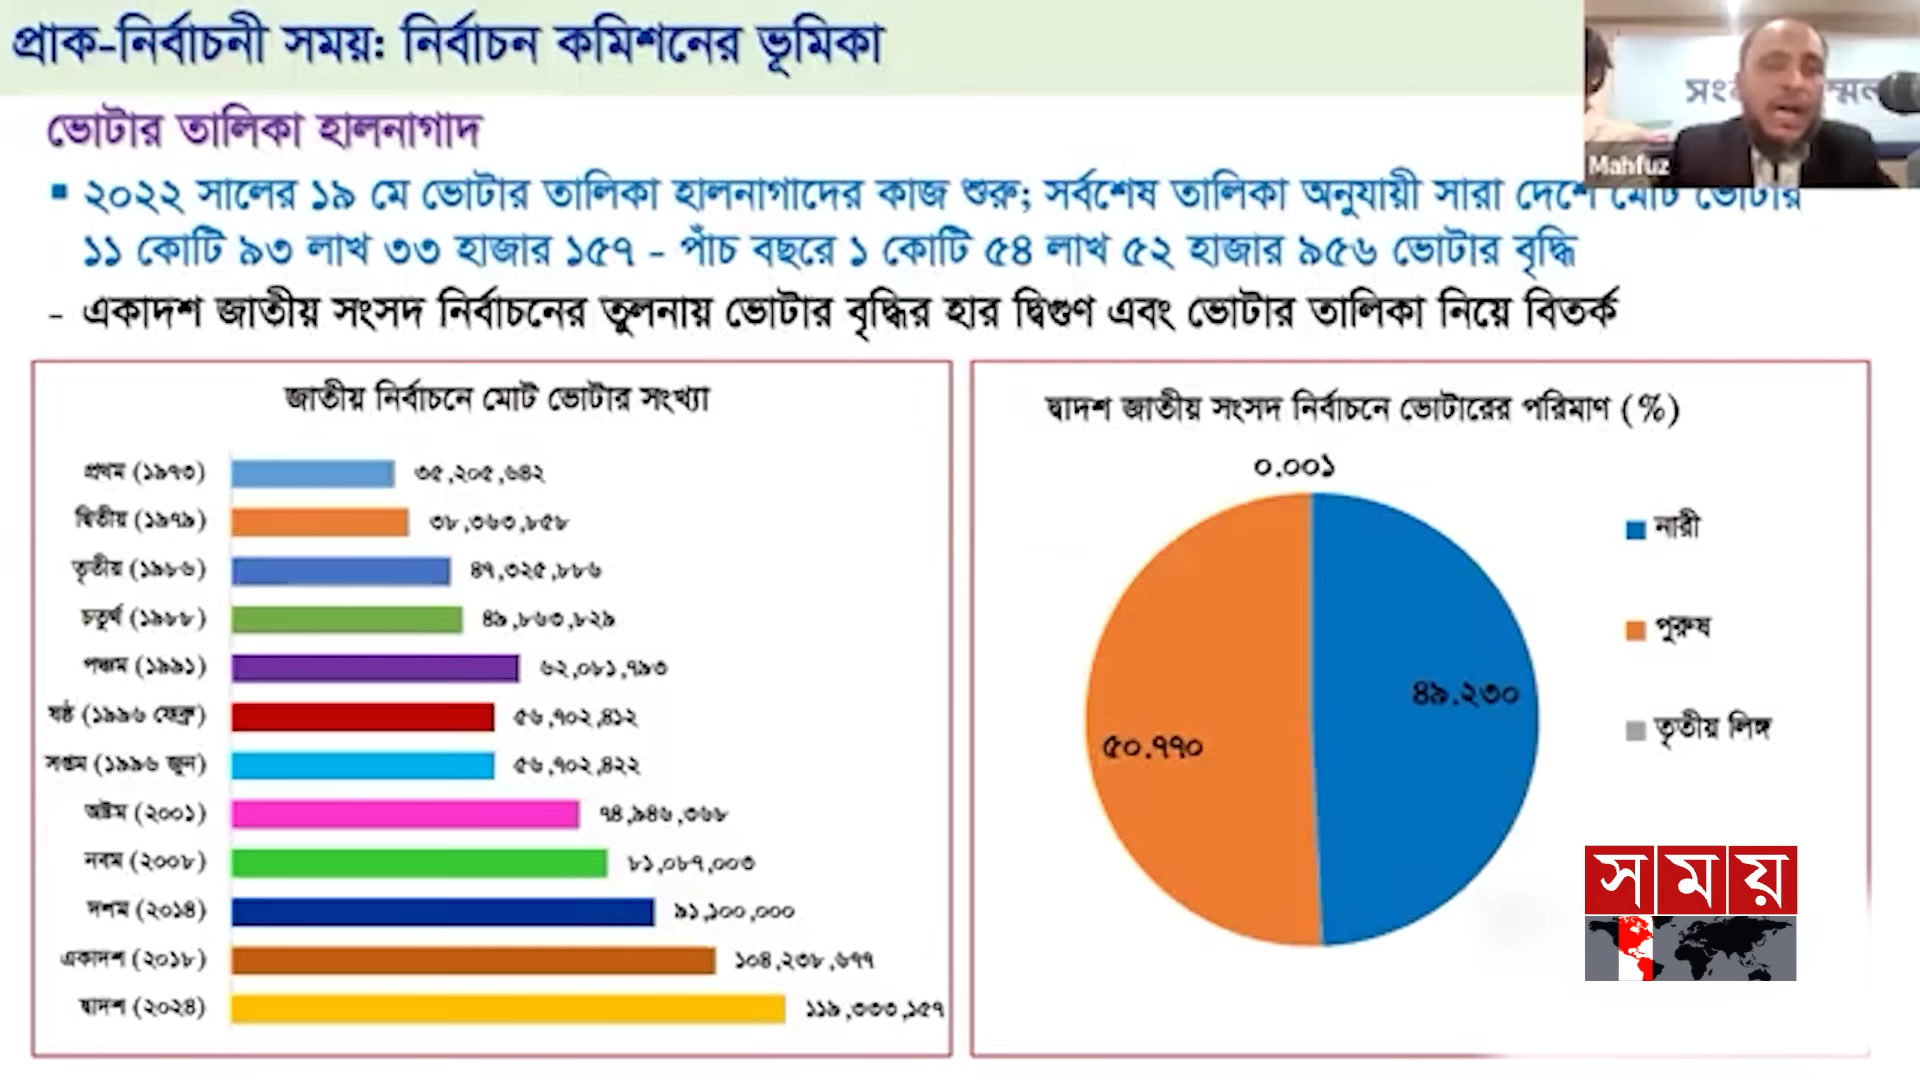 প্রাক-নির্বাচনী সময়: নির্বাচন কমিশনের ভূমিকা
সং
ম্মেল
Mahfuz
ভোটার তালিকা হালনাগাদ
▪ ২০২২ সালের ১৯ মে ভোটার তালিকা হালনাগাদের কাজ শুরু; সর্বশেষ তালিকা অনুযায়ী সারা দেশে মোট ভোটার
১১ কোটি ৯৩ লাখ ৩৩ হাজার ১৫৭ - পাঁচ বছরে ১ কোটি ৫৪ লাখ ৫২ হাজার ৯৫৬ ভোটার বৃদ্ধি
- একাদশ জাতীয় সংসদ নির্বাচনের তুলনায় ভোটার বৃদ্ধির হার দ্বিগুণ এবং ভোটার তালিকা নিয়ে বিতর্ক
জাতীয় নির্বাচনে মোট ভোটার সংখ্যা
প্রথম (১৯৭৩) ৩৫,২০৫,৬৪২
দ্বিতীয় (১৯৭৯) ৩৮,৩৬৩,৮৫৮
তৃতীয় (১৯৮৬) ৪৭,৩২৫,৮৮৬
চতুর্থ (১৯৮৮) ৪৯,৮৬৩,৮২৯
পঞ্চম (১৯৯১) ৬২,০৮১,৭৯৩
ষষ্ঠ (১৯৯৬ ফেব্রু) ৫৬,৭০২,৪১২
সপ্তম (১৯৯৬ জুন) ৫৬,৭০২,৪২২
অষ্টম (২০০১) ৭৪,৯৪৬,৩৬৮
নবম (২০০৮) ৮১,০৮৭,০০৩
দশম (২০১৪) ৯১,১০০,০০০
একাদশ (২০১৮) ১০৪,২৩৮,৬৭৭
দ্বাদশ (২০২৪) ১১৯,৩৩৩,১৫৭
দ্বাদশ জাতীয় সংসদ নির্বাচনে ভোটারের পরিমাণ (%)
০.০০১
৪৯.২৩০
৫০.৭৭০
নারী
পুরুষ
তৃতীয় লিঙ্গ
সময়